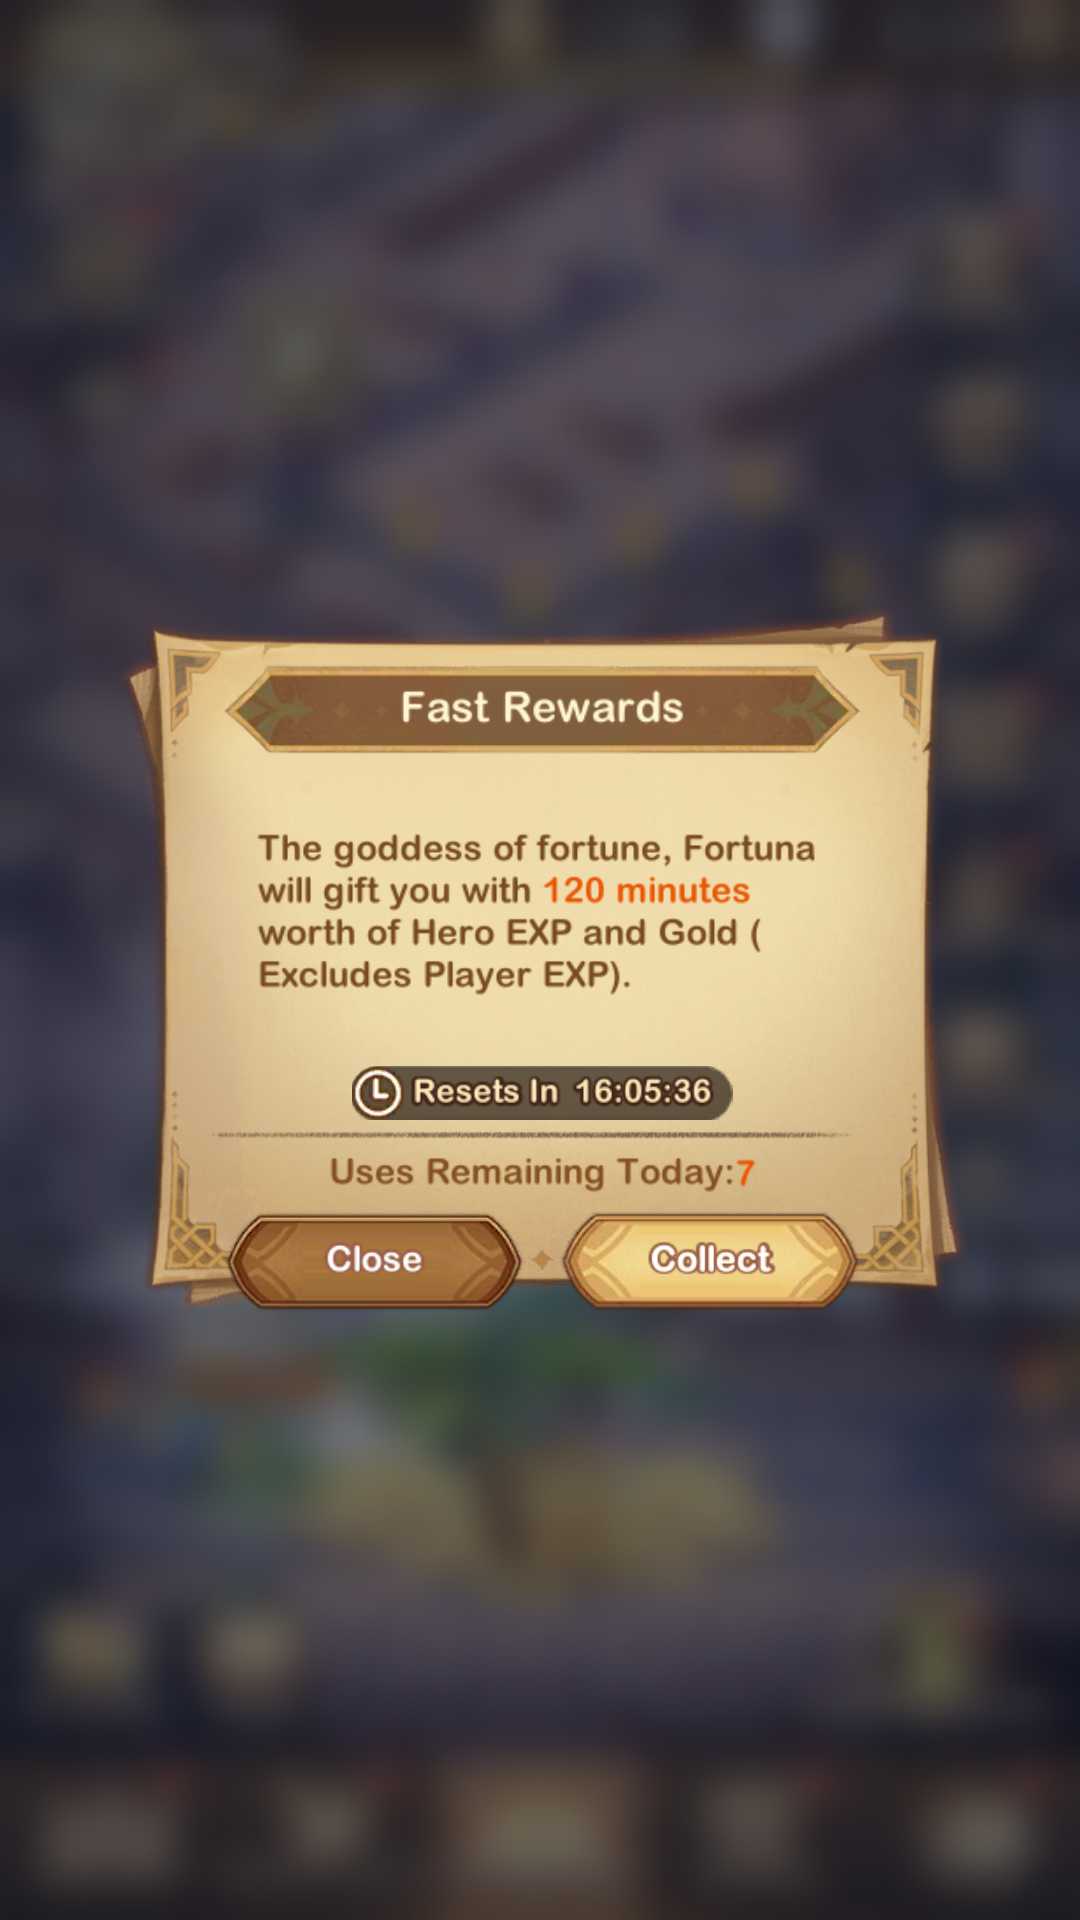 Fast Rewards
The goddess of fortune, Fortuna
will gift you with 120 minutes
worth of Hero EXP and Gold (
Excludes Player EXP).
Resets In 16:05:36
Uses Remaining Today:7
Close
Collect